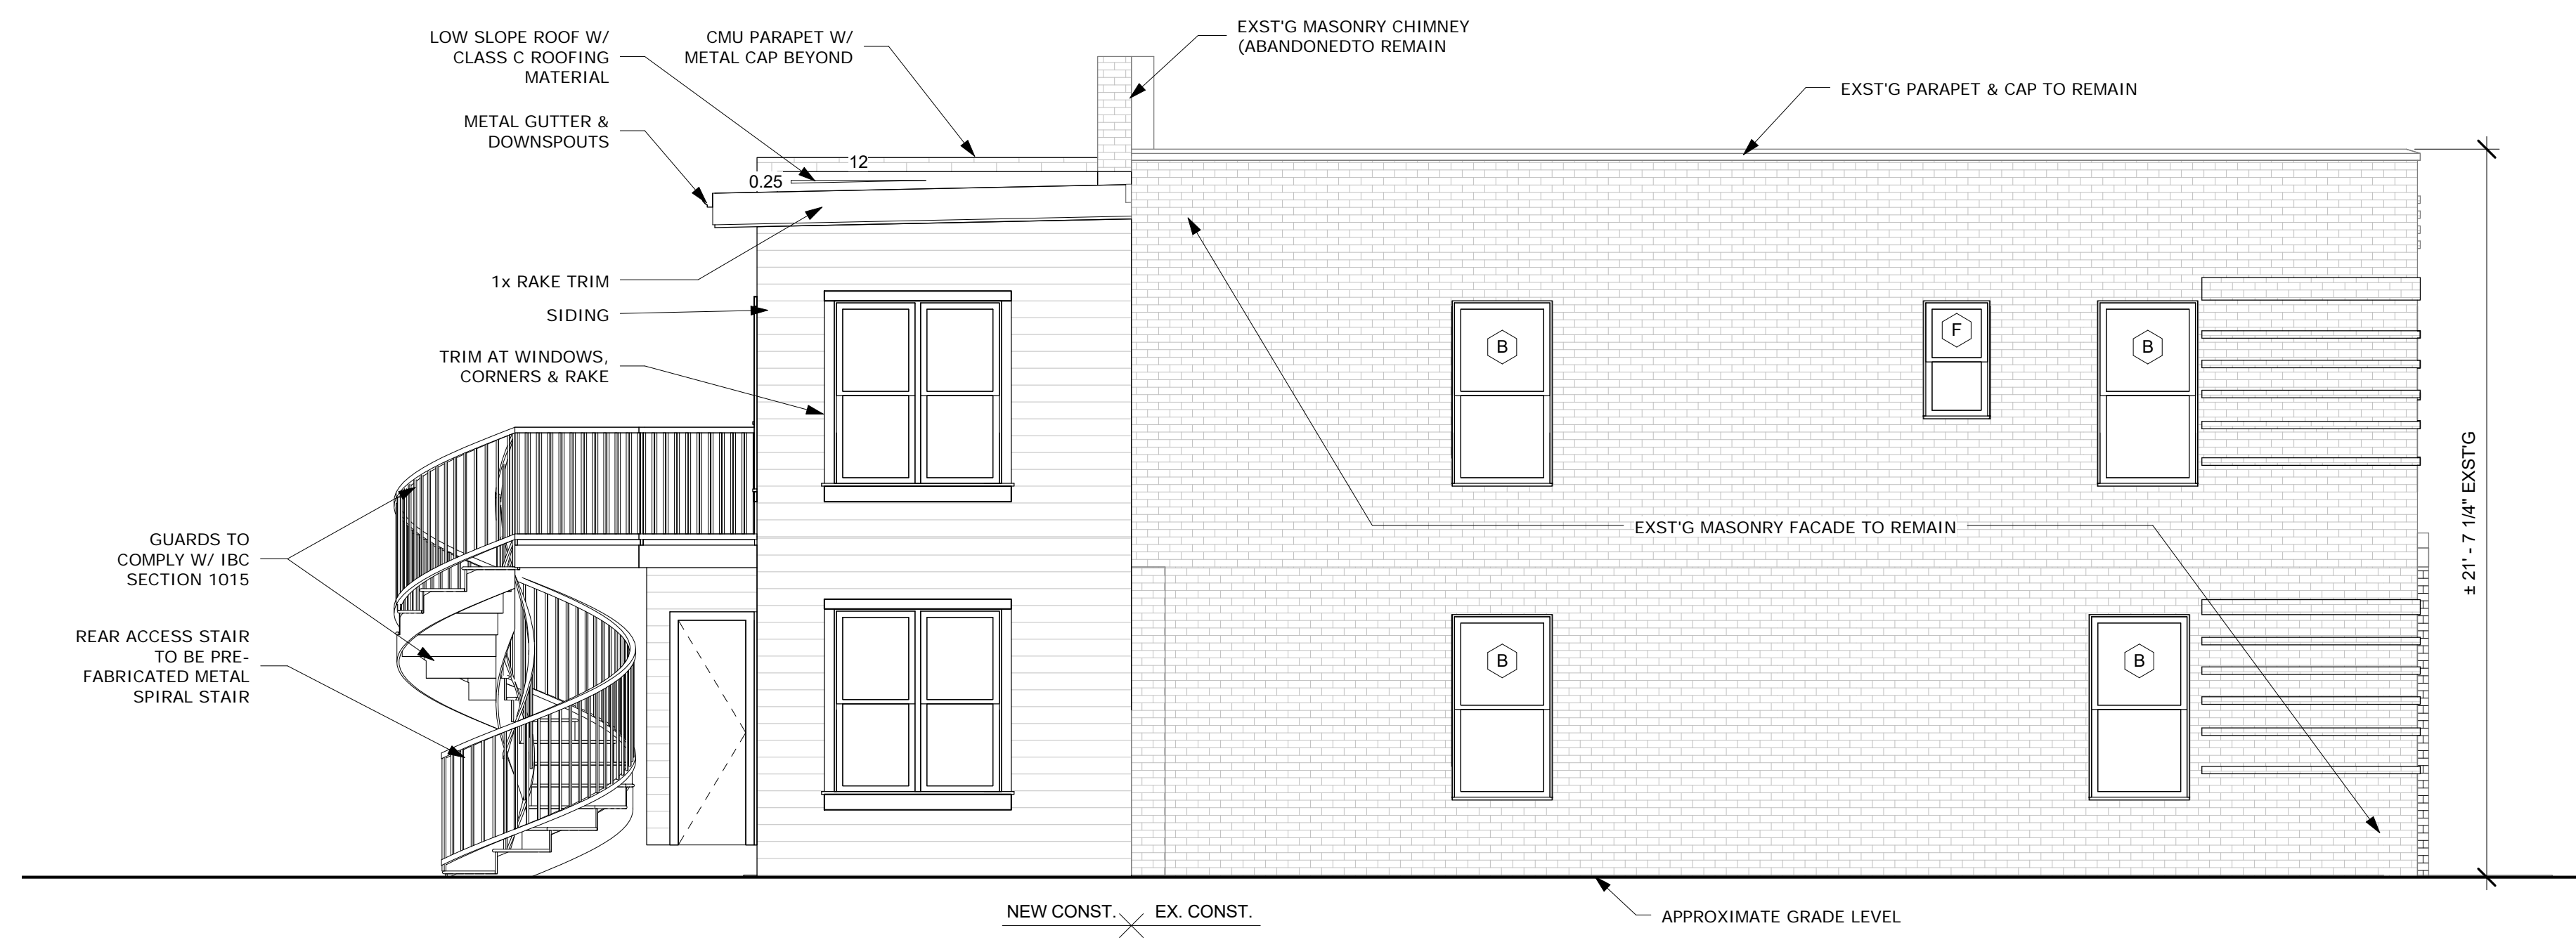 LOW SLOPE ROOF W/
CLASS C ROOFING
MATERIAL
CMU PARAPET W/
METAL CAP BEYOND
EXST'G MASONRY CHIMNEY
(ABANDONEDTO REMAIN
EXST'G PARAPET & CAP TO REMAIN
METAL GUTTER &
DOWNSPOUTS
12
0.25
1x RAKE TRIM
SIDING
TRIM AT WINDOWS,
CORNERS & RAKE
B
F
B
± 21' - 7 1/4" EXST'G
EXST'G MASONRY FACADE TO REMAIN
GUARDS TO
COMPLY W/ IBC
SECTION 1015
REAR ACCESS STAIR
TO BE PRE-
FABRICATED METAL
SPIRAL STAIR
B
B
NEW CONST.
EX. CONST.
APPROXIMATE GRADE LEVEL